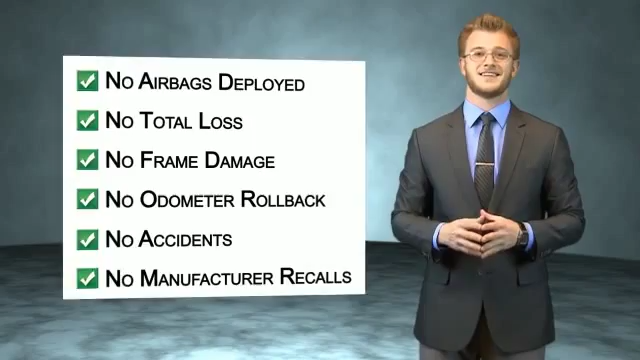 No Airbags Deployed
No Total Loss
No Frame Damage
No Odometer Rollback
No Accidents
No Manufacturer Recalls